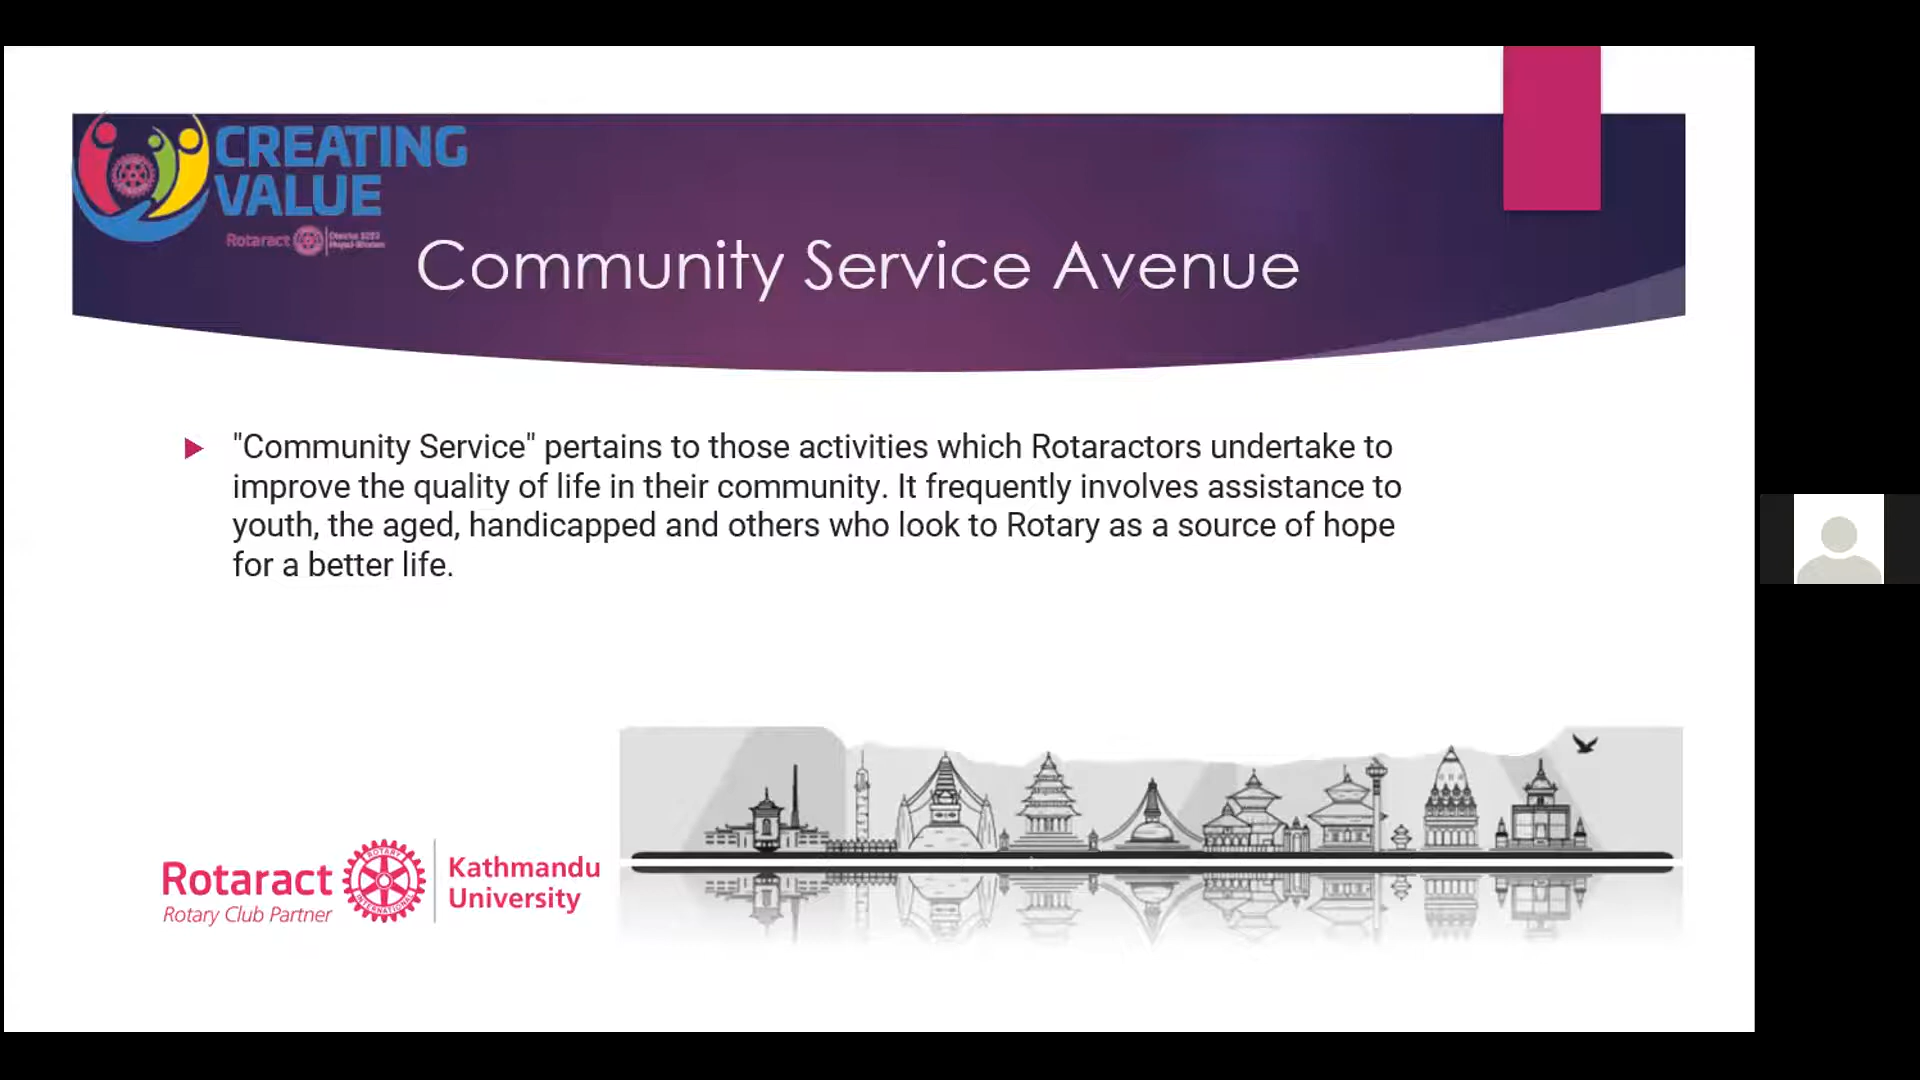 CREATING
VALUE
Rotaract
Community Service Avenue
"Community Service" pertains to those activities which Rotaractors undertake to
improve the quality of life in their community. It frequently involves assistance to
youth, the aged, handicapped and others who look to Rotary as a source of hope
for a better life.
Rotaract
Rotary Club Partner
ROTARY
INTERNATIONAL
Kathmandu
University